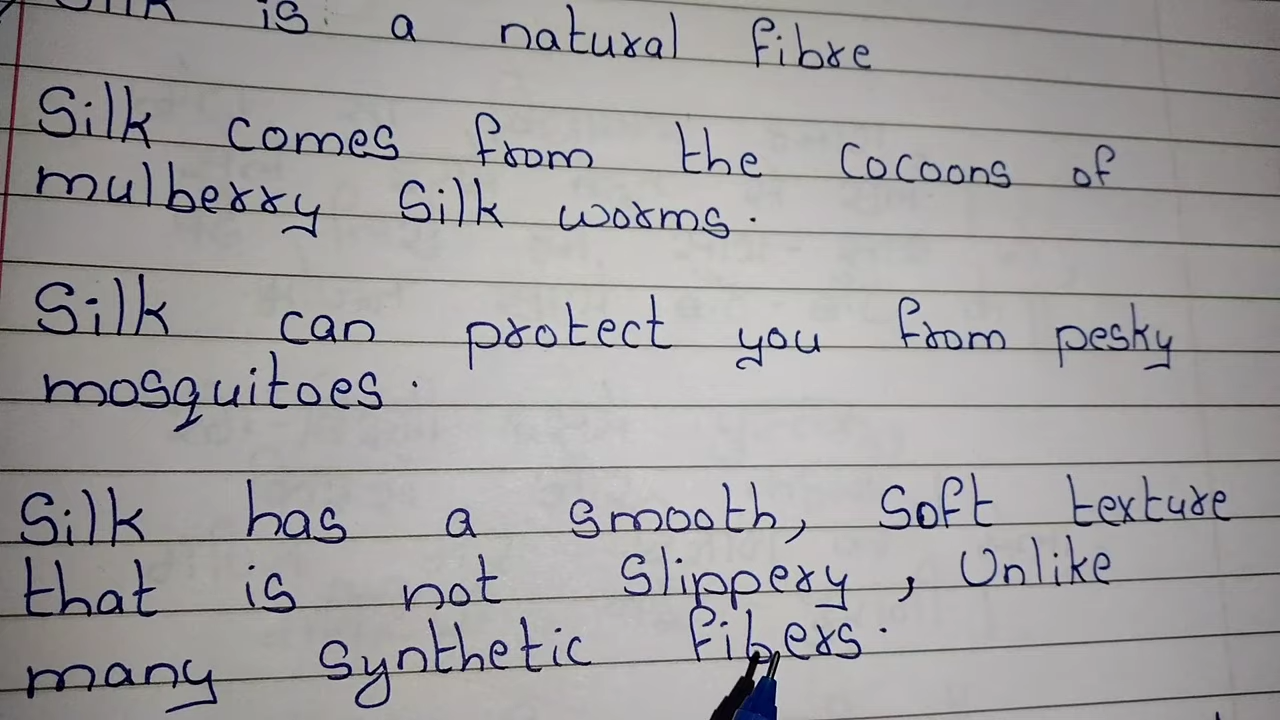 Silk is a natural fibre
Silk comes from the cocoons of
mulberry silk worms.
Silk can protect you from pesky
mosquitoes.
Silk has a smooth, soft texture
that is not slippery, Unlike
many synthetic fibers.